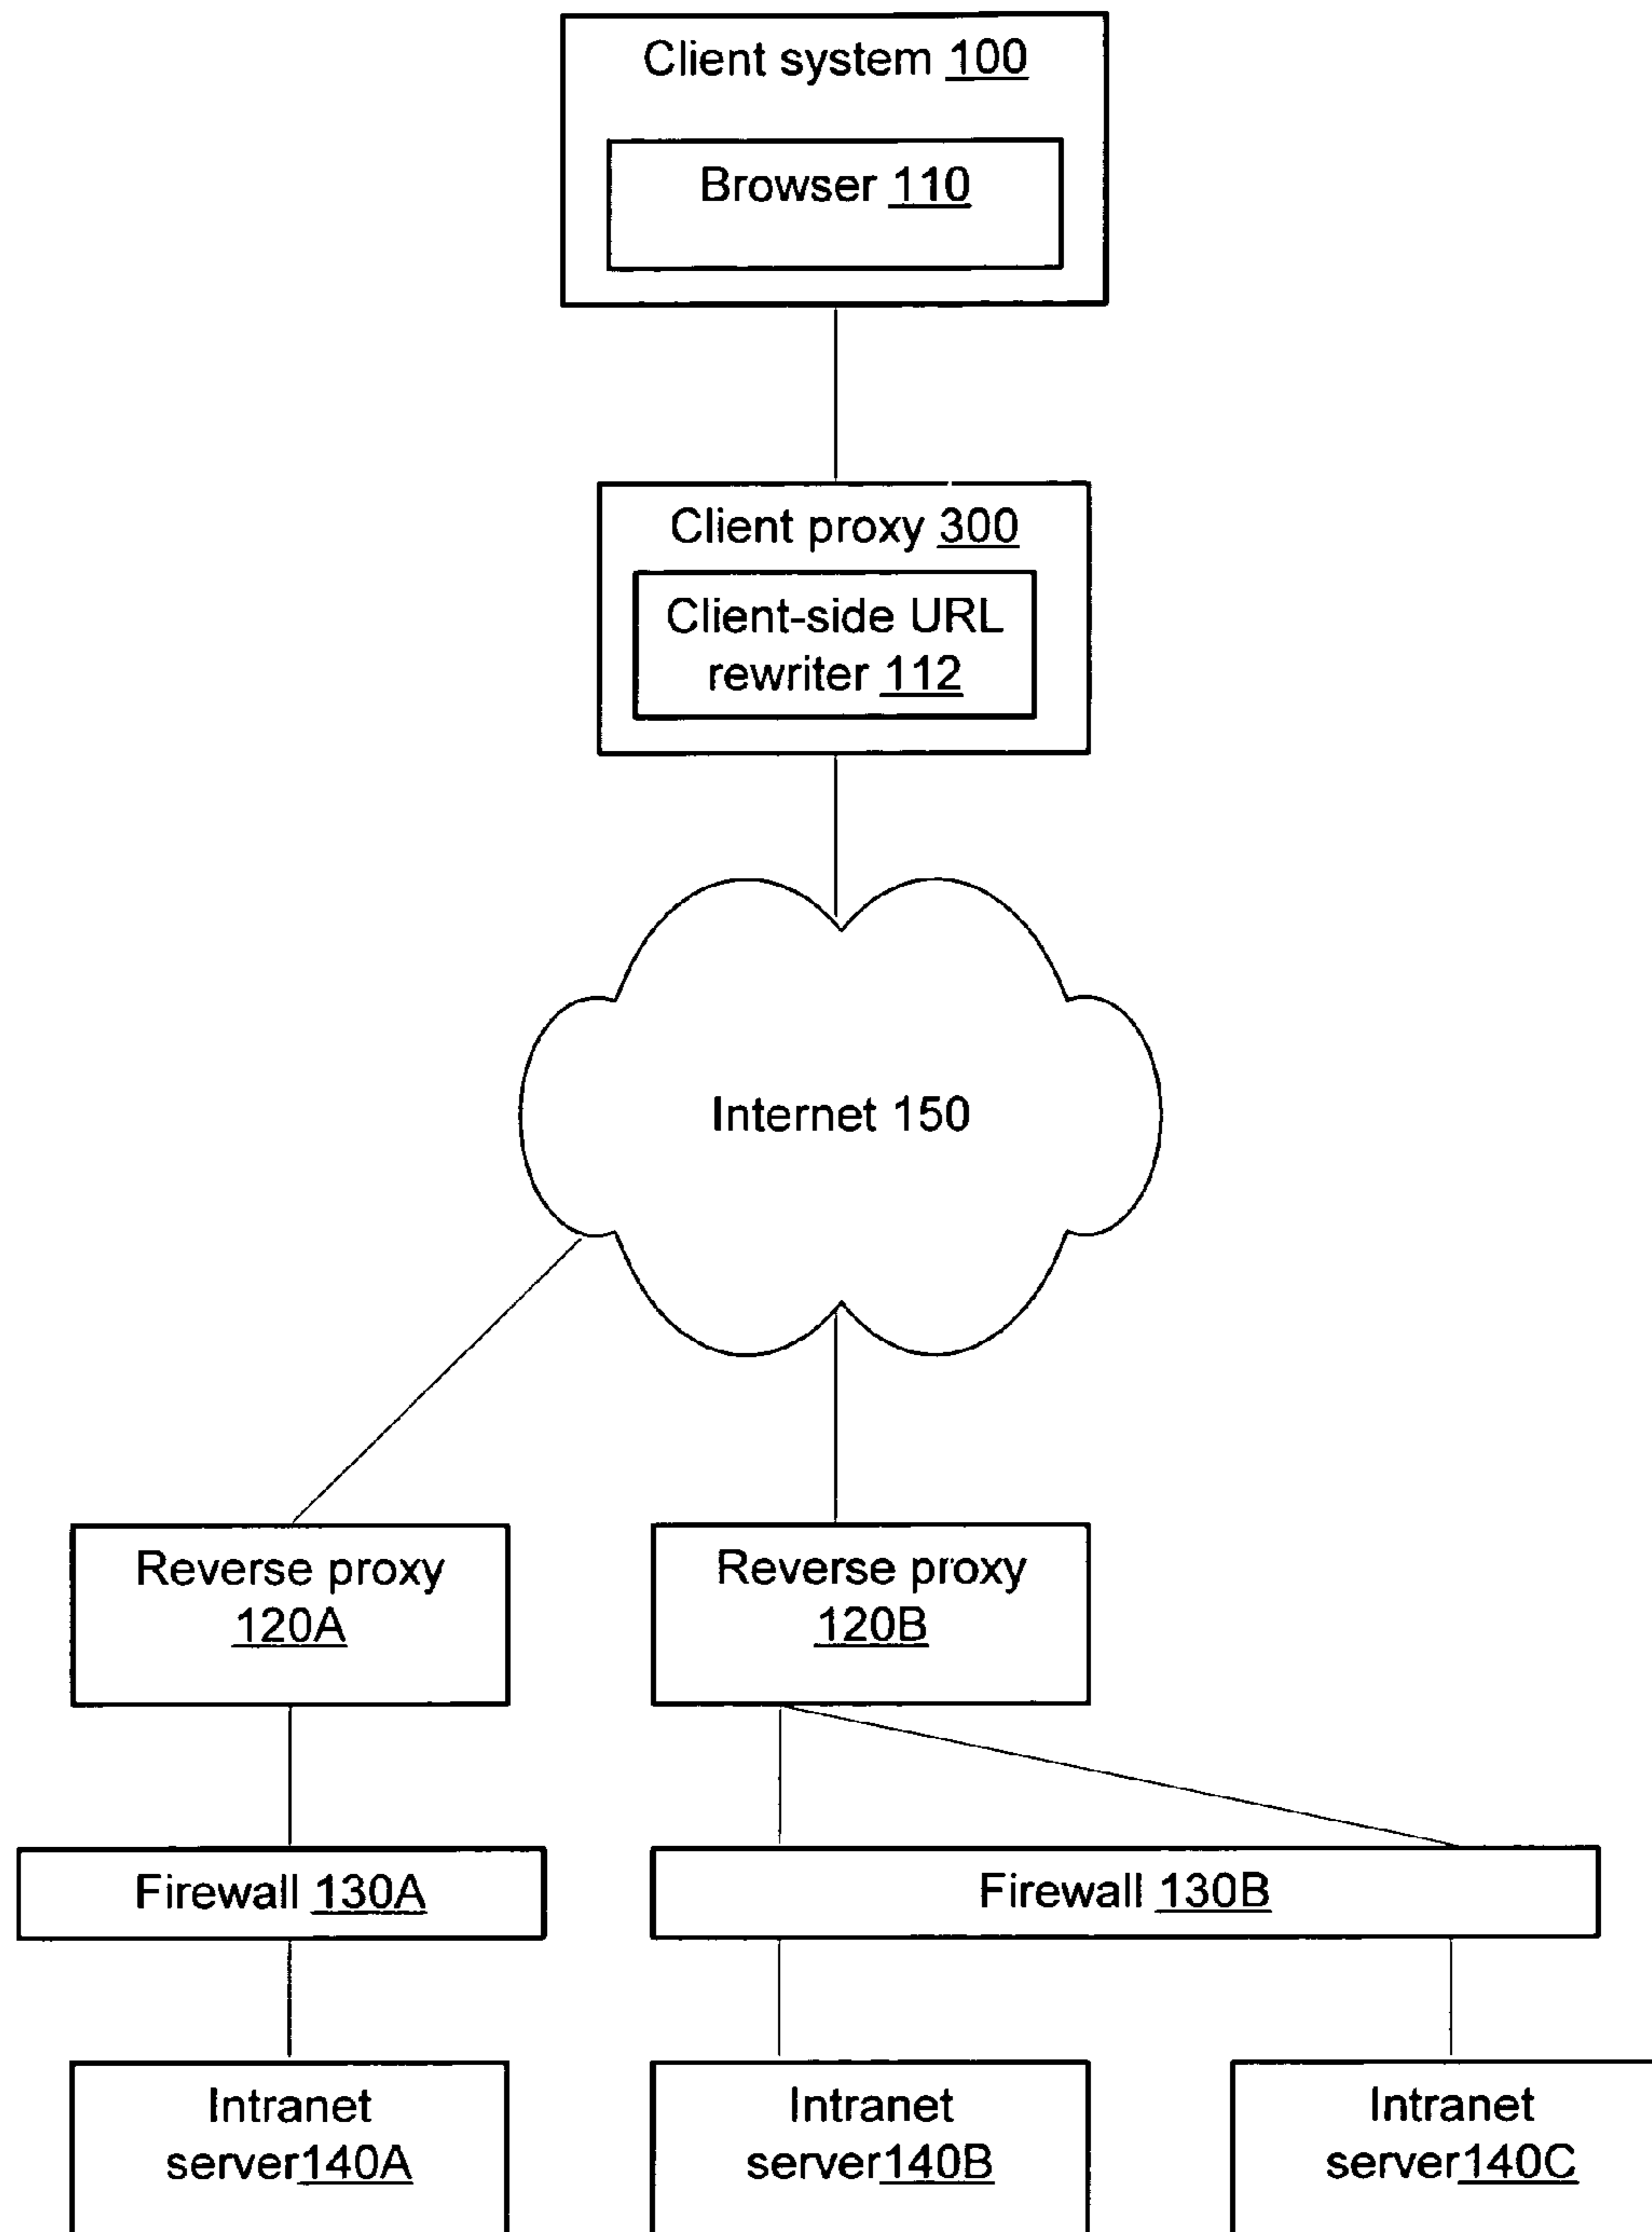 Client system 100
Browser 110
Client proxy 300
Client-side URL
rewriter 112
Internet 150
Reverse proxy
120A
Reverse proxy
120B
Firewall 130A
Firewall 130B
Intranet
server140A
Intranet
server140B
Intranet
server140C